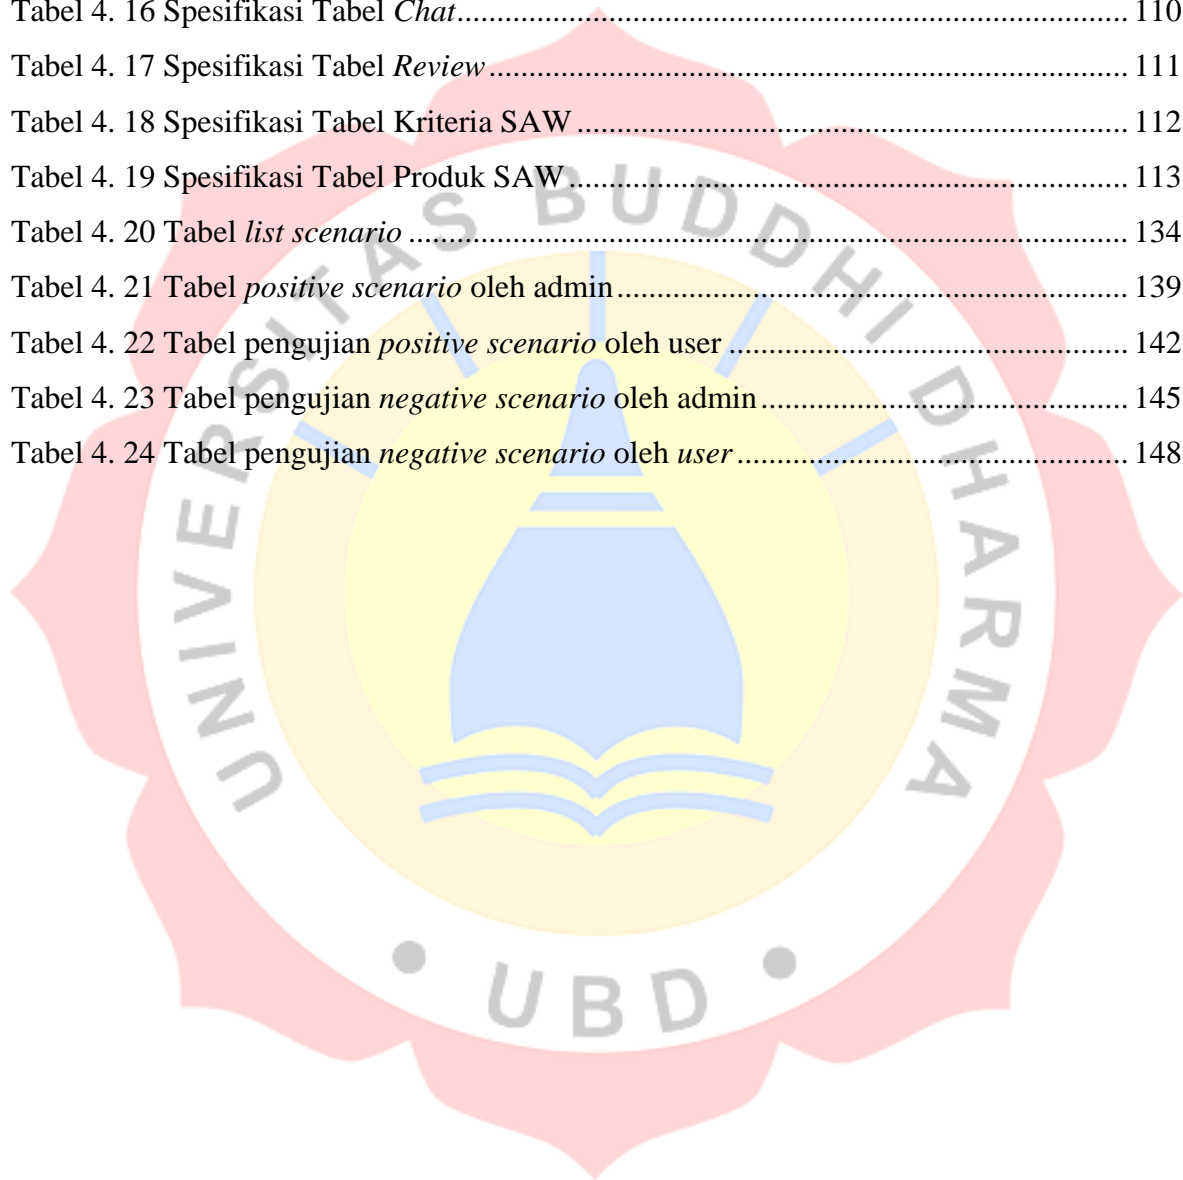 Tabel 4. 16 Spesifikasi Tabel Chat.................................................................................... 110
Tabel 4. 17 Spesifikasi Tabel Review................................................................................ 111
Tabel 4. 18 Spesifikasi Tabel Kriteria SAW ..................................................................... 112
Tabel 4. 19 Spesifikasi Tabel Produk SAW...................................................................... 113
Tabel 4. 20 Tabel list scenario .......................................................................................... 134
Tabel 4. 21 Tabel positive scenario oleh admin................................................................ 139
Tabel 4. 22 Tabel pengujian positive scenario oleh user .................................................. 142
Tabel 4. 23 Tabel pengujian negative scenario oleh admin.............................................. 145
Tabel 4. 24 Tabel pengujian negative scenario oleh user................................................. 148
UNIVERSITAS BUDDHI DHARMA
• UBD •